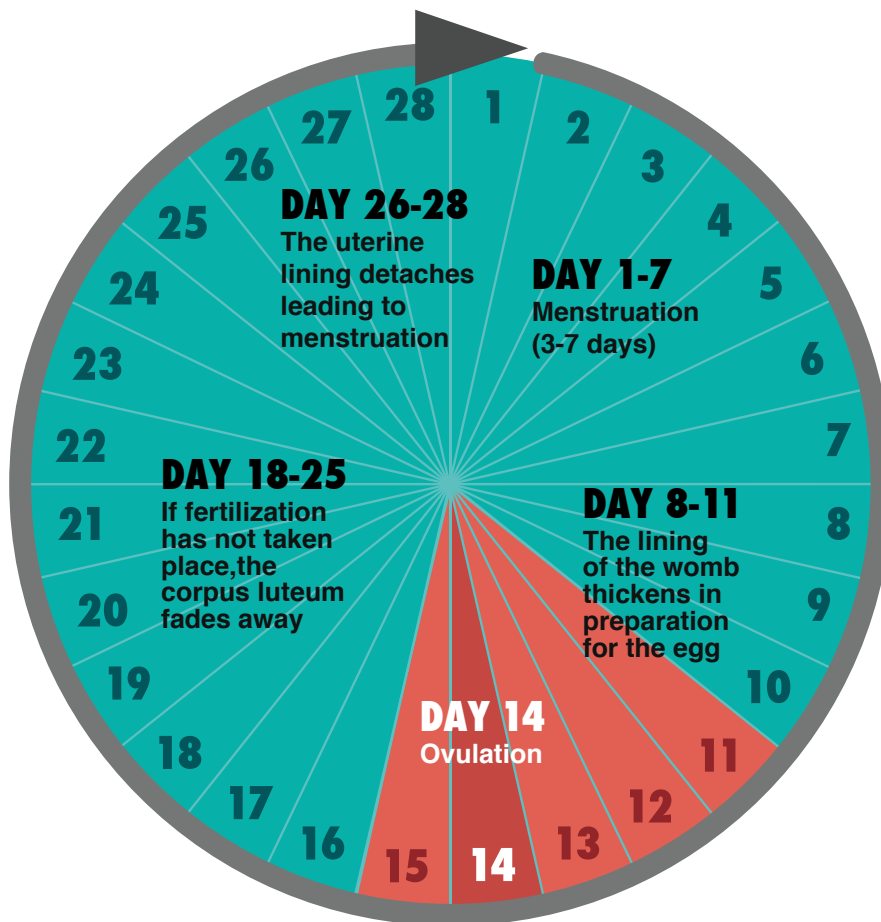 1
2
3
4
5
6
7
8
9
10
11
12
13
14
15
16
17
18
19
20
21
22
23
24
25
26
27
28
DAY 1-7
Menstruation
(3-7 days)
DAY 8-11
The lining
of the womb
thickens in
preparation
for the egg
DAY 14
Ovulation
DAY 18-25
If fertilization
has not taken
place,the
corpus luteum
fades away
DAY 26-28
The uterine
lining detaches
leading to
menstruation